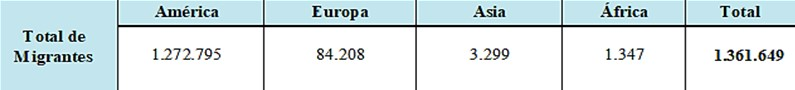 América Europa Asia África Total
Total de
Migrantes
1.272.795 84.208 3.299 1.347 1.361.649